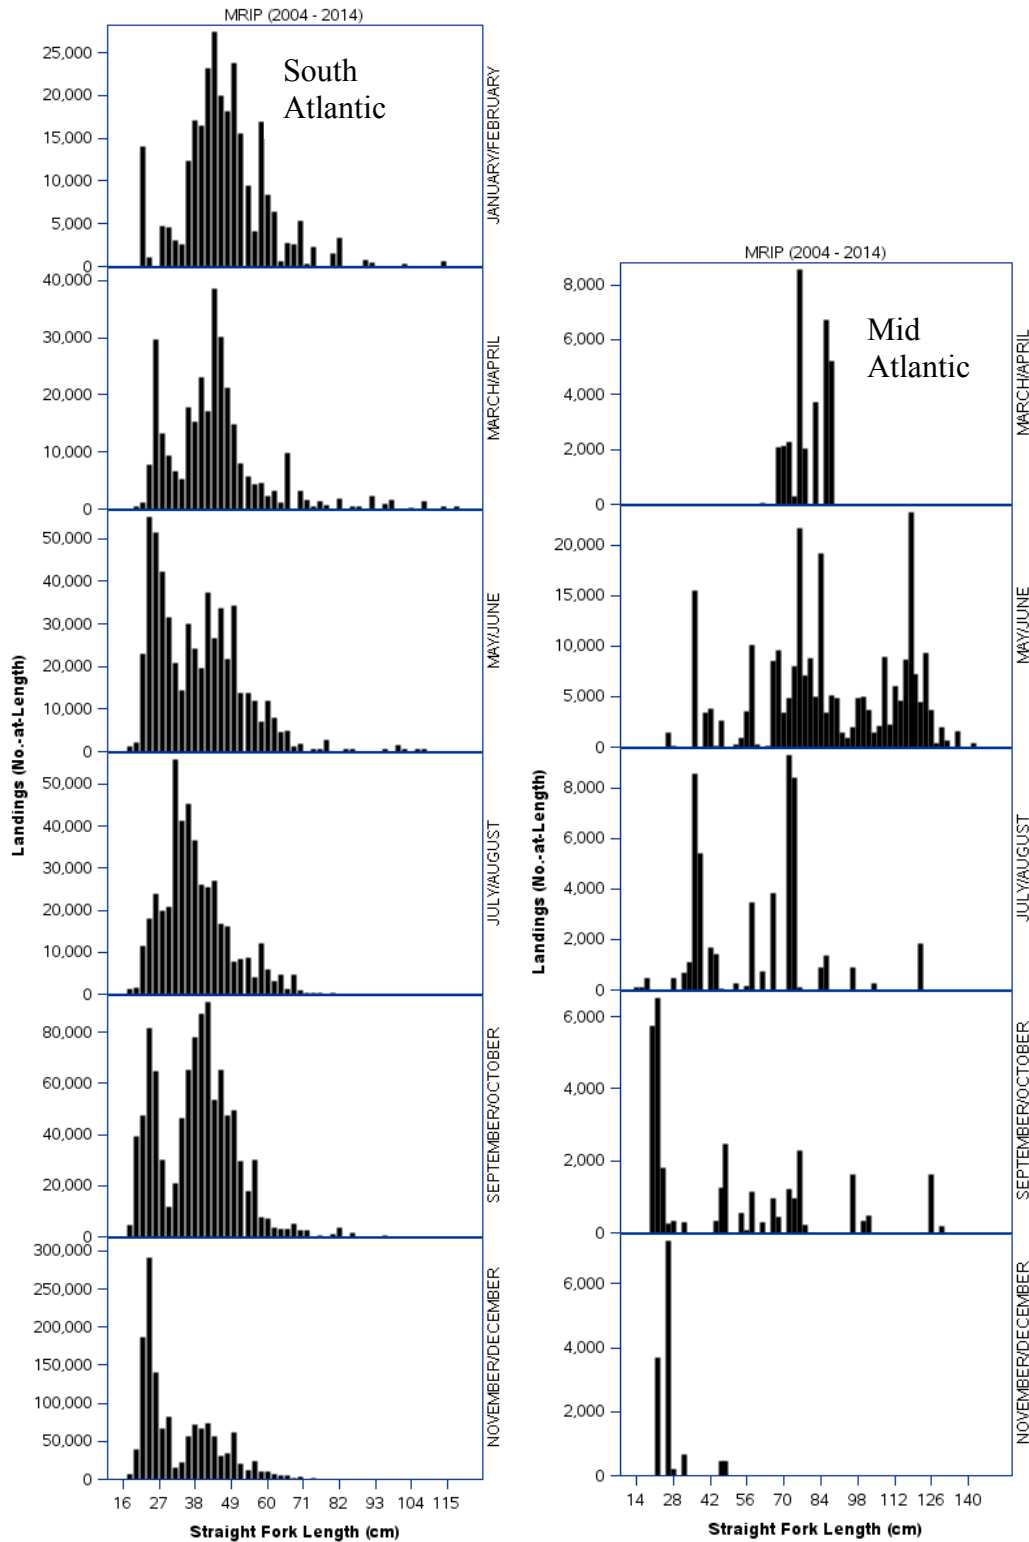 MRIP (2004 - 2014)
South
Atlantic
25,000
20,000
15,000
10,000
5,000
0
JANUARY/FEBRUARY
40,000
30,000
20,000
10,000
0
MARCH/APRIL
50,000
40,000
30,000
20,000
10,000
0
MAY/JUNE
50,000
40,000
30,000
20,000
10,000
0
JULY/AUGUST
80,000
60,000
40,000
20,000
0
SEPTEMBER/OCTOBER
300,000
250,000
200,000
150,000
100,000
50,000
0
NOVEMBER/DECEMBER
Landings (No.-at-Length)
16 27 38 49 60 71 82 93 104 115
Straight Fork Length (cm)
MRIP (2004 - 2014)
Mid
Atlantic
8,000
6,000
4,000
2,000
0
MARCH/APRIL
20,000
15,000
10,000
5,000
0
MAY/JUNE
8,000
6,000
4,000
2,000
0
JULY/AUGUST
6,000
4,000
2,000
0
SEPTEMBER/OCTOBER
6,000
4,000
2,000
0
NOVEMBER/DECEMBER
Landings (No.-at-Length)
14 28 42 56 70 84 98 112 126 140
Straight Fork Length (cm)